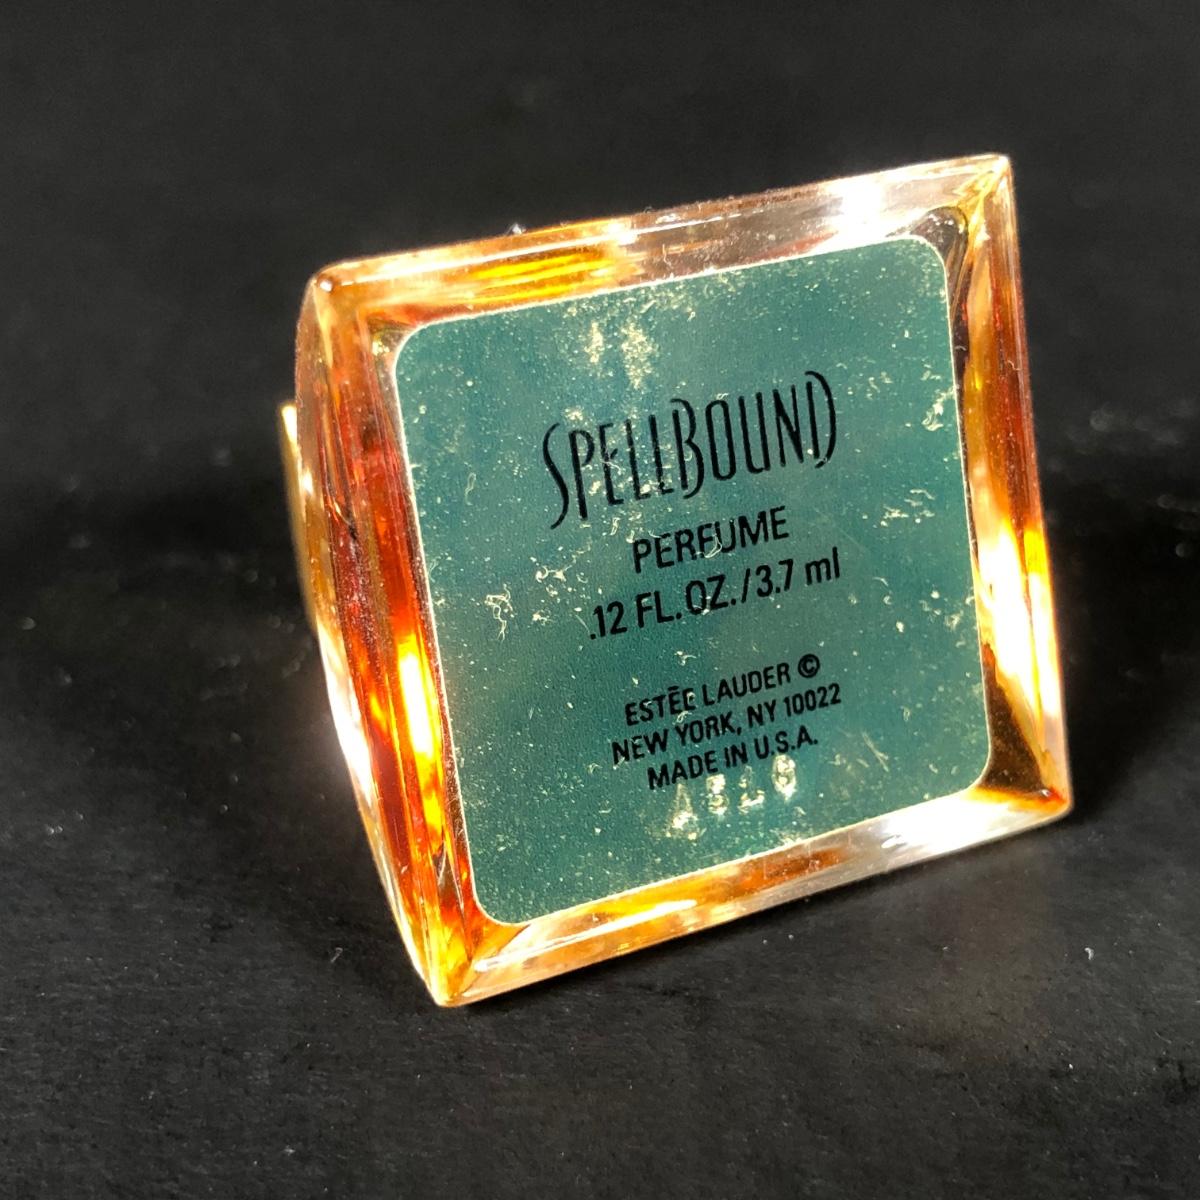 SPELLBOUND
PERFUME
.12 FL.OZ./3.7 ml
ESTĒE LAUDER ©
NEW YORK, NY 10022
MADE IN U.S.A.